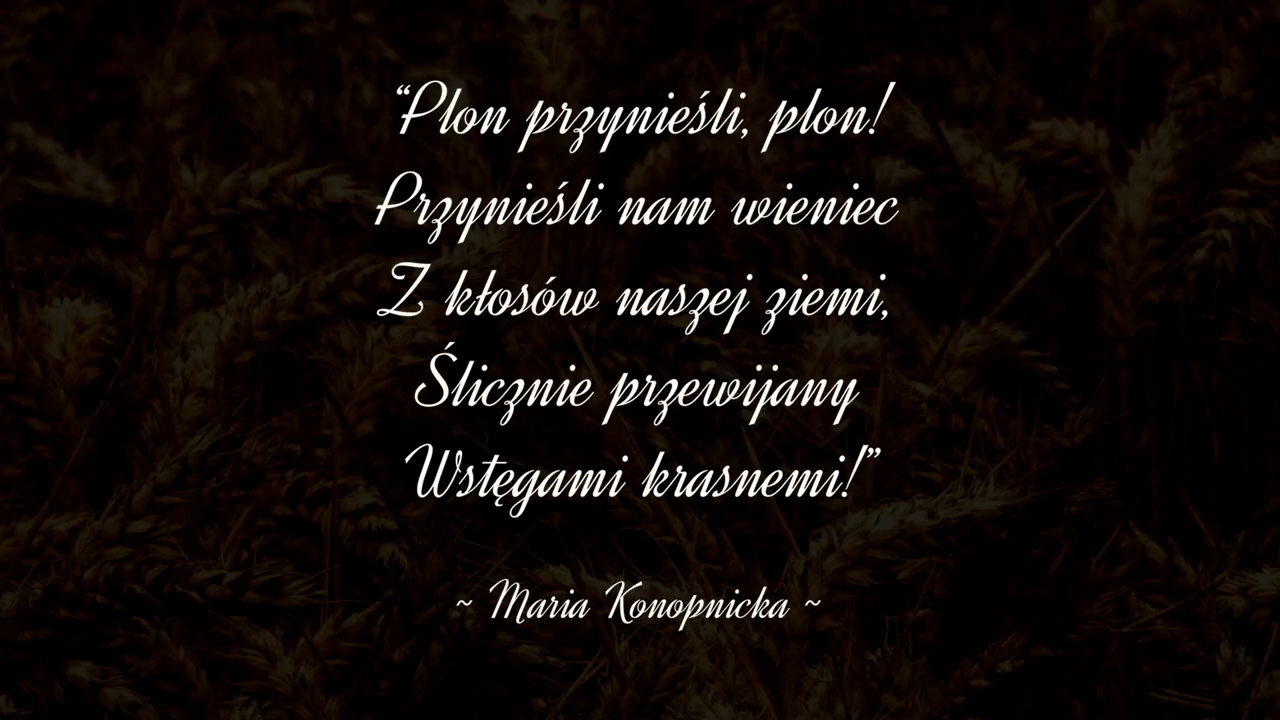 “Plon przynieśli, plon!
Przynieśli nam wieniec
Z kłosów naszej ziemi,
Ślicznie przewijany
Wstęgami krasnemi!”
~ Maria Konopnicka ~